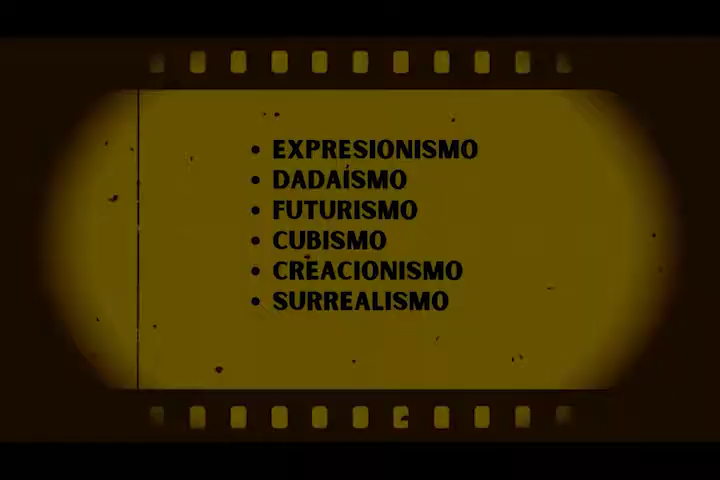 • EXPRESIONISMO
• DADAÍSMO
• FUTURISMO
• CUBISMO
• CREACIONISMO
• SURREALISMO